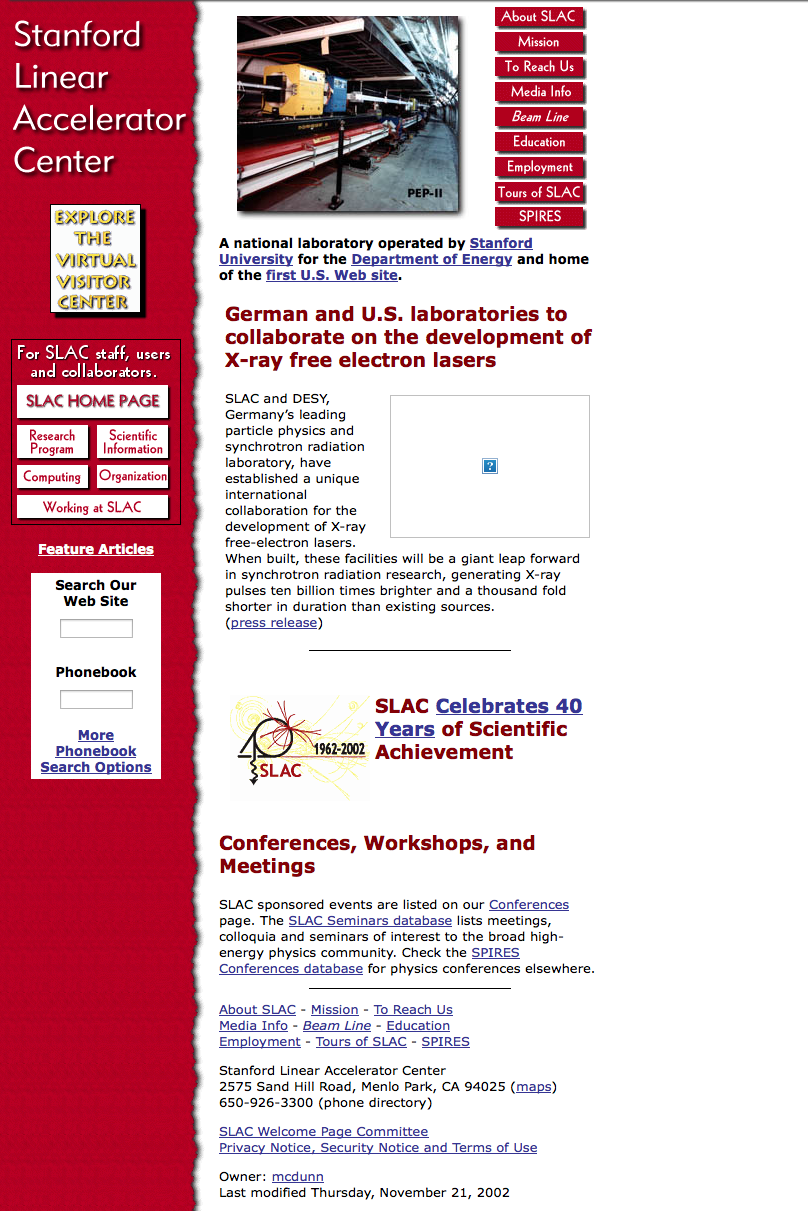 Stanford
Linear
Accelerator
Center
EXPLORE
THE
VIRTUAL
VISITOR
CENTER
For SLAC staff, users
and collaborators.
SLAC HOME PAGE
Research
Program
Scientific
Information
Computing
Organization
Working at SLAC
Feature Articles
Search Our
Web Site
Phonebook
More
Phonebook
Search Options
PEP-II
About SLAC
Mission
To Reach Us
Media Info
Beam Line
Education
Employment
Tours of SLAC
SPIRES
A national laboratory operated by Stanford
University for the Department of Energy and home
of the first U.S. Web site.
German and U.S. laboratories to
collaborate on the development of
X-ray free electron lasers
SLAC and DESY,
Germany’s leading
particle physics and
synchrotron radiation
laboratory, have
established a unique
international
collaboration for the
development of X-ray
free-electron lasers.
When built, these facilities will be a giant leap forward
in synchrotron radiation research, generating X-ray
pulses ten billion times brighter and a thousand fold
shorter in duration than existing sources.
(press release)
40
1962-2002
SLAC
SLAC Celebrates 40
Years of Scientific
Achievement
Conferences, Workshops, and
Meetings
SLAC sponsored events are listed on our Conferences
page. The SLAC Seminars database lists meetings,
colloquia and seminars of interest to the broad high-
energy physics community. Check the SPIRES
Conferences database for physics conferences elsewhere.
About SLAC - Mission - To Reach Us
Media Info - Beam Line - Education
Employment - Tours of SLAC - SPIRES
Stanford Linear Accelerator Center
2575 Sand Hill Road, Menlo Park, CA 94025 (maps)
650-926-3300 (phone directory)
SLAC Welcome Page Committee
Privacy Notice, Security Notice and Terms of Use
Owner: mcdunn
Last modified Thursday, November 21, 2002